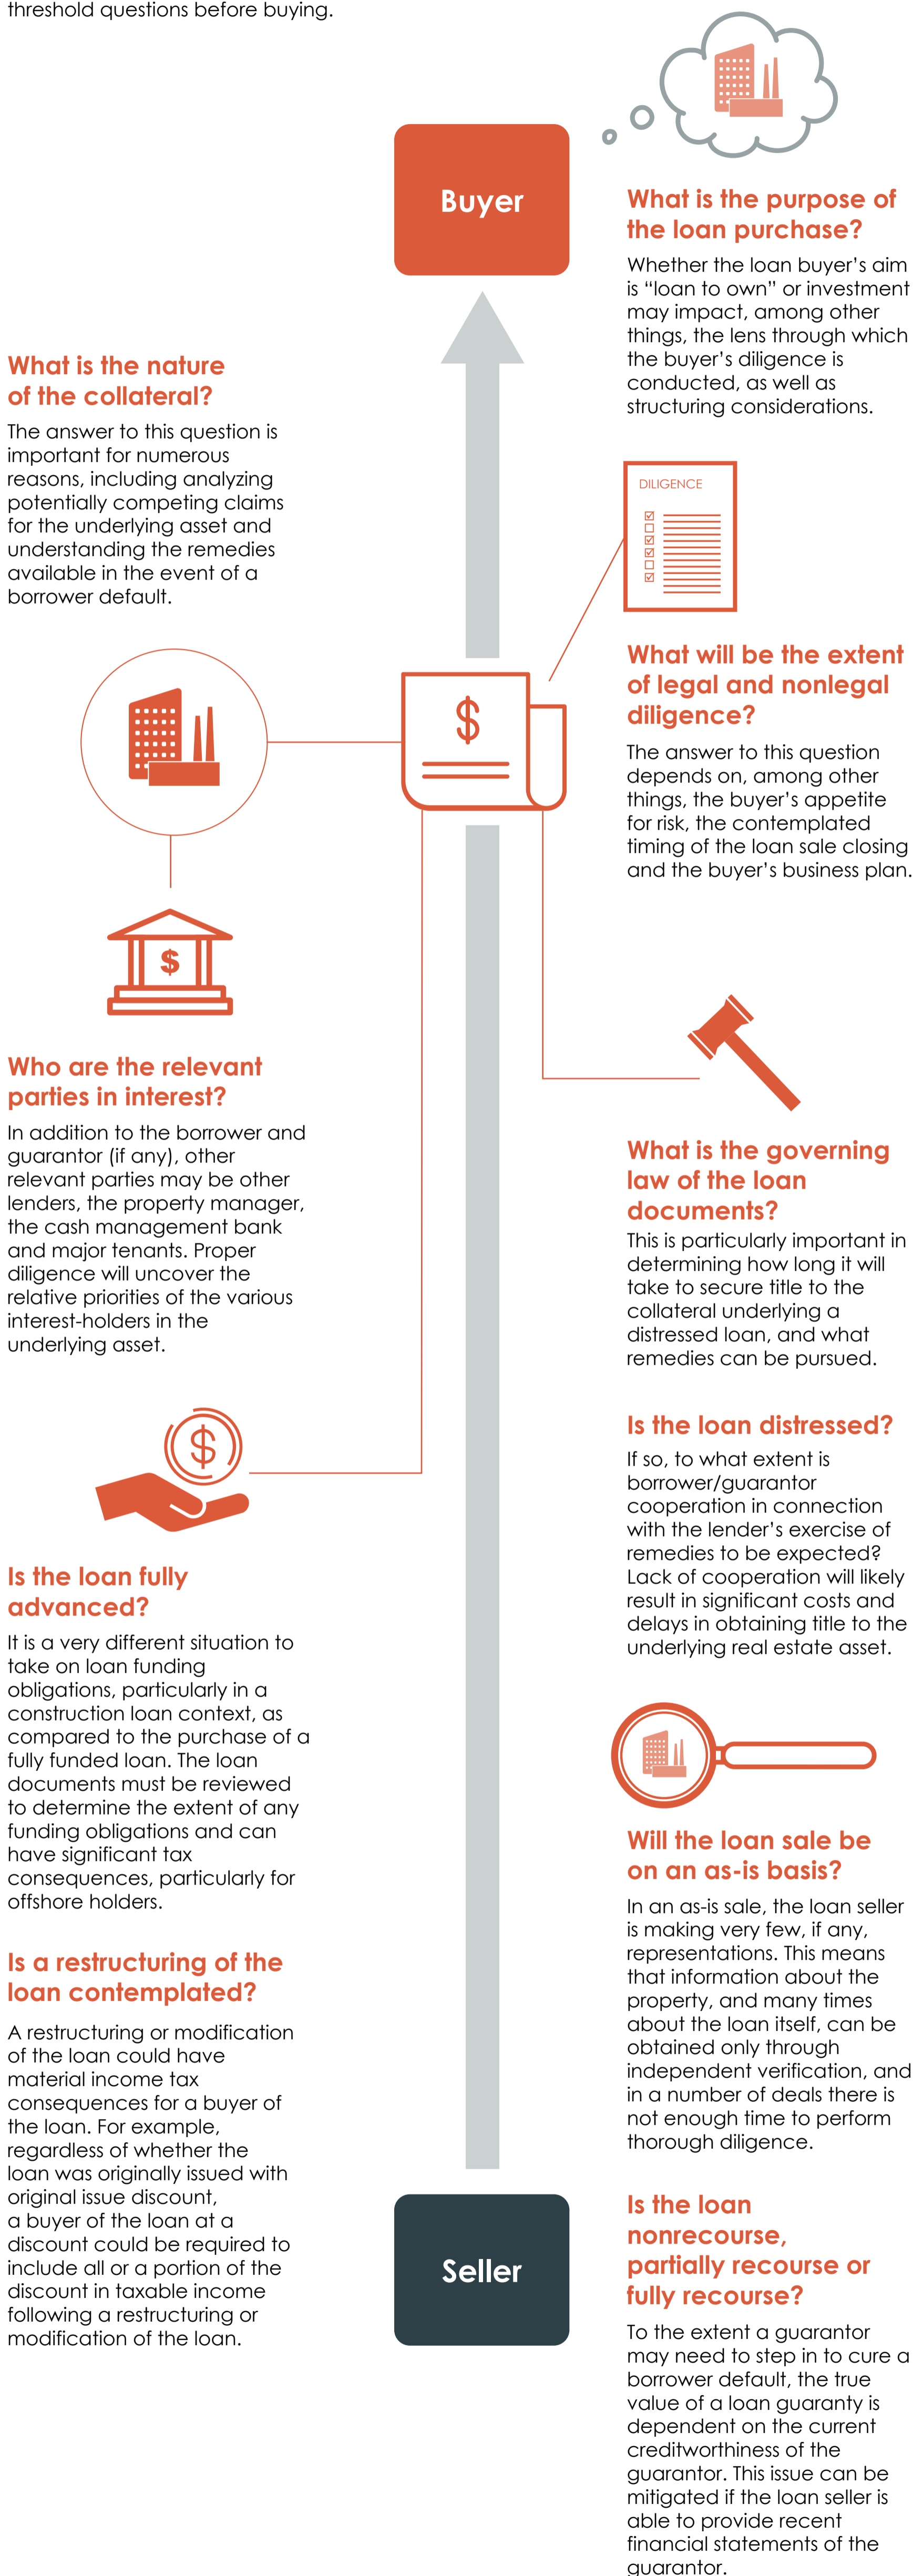 threshold questions before buying.
Buyer
What is the purpose of
the loan purchase?
Whether the loan buyer’s aim
is “loan to own” or investment
may impact, among other
things, the lens through which
the buyer’s diligence is
conducted, as well as
structuring considerations.
What is the nature
of the collateral?
The answer to this question is
important for numerous
reasons, including analyzing
potentially competing claims
for the underlying asset and
understanding the remedies
available in the event of a
borrower default.
DILIGENCE
What will be the extent
of legal and nonlegal
diligence?
The answer to this question
depends on, among other
things, the buyer’s appetite
for risk, the contemplated
timing of the loan sale closing
and the buyer’s business plan.
$
$
Who are the relevant
parties in interest?
In addition to the borrower and
guarantor (if any), other
relevant parties may be other
lenders, the property manager,
the cash management bank
and major tenants. Proper
diligence will uncover the
relative priorities of the various
interest-holders in the
underlying asset.
What is the governing
law of the loan
documents?
This is particularly important in
determining how long it will
take to secure title to the
collateral underlying a
distressed loan, and what
remedies can be pursued.
Is the loan distressed?
If so, to what extent is
borrower/guarantor
cooperation in connection
with the lender’s exercise of
remedies to be expected?
Lack of cooperation will likely
result in significant costs and
delays in obtaining title to the
underlying real estate asset.
$
Is the loan fully
advanced?
It is a very different situation to
take on loan funding
obligations, particularly in a
construction loan context, as
compared to the purchase of a
fully funded loan. The loan
documents must be reviewed
to determine the extent of any
funding obligations and can
have significant tax
consequences, particularly for
offshore holders.
Will the loan sale be
on an as-is basis?
In an as-is sale, the loan seller
is making very few, if any,
representations. This means
that information about the
property, and many times
about the loan itself, can be
obtained only through
independent verification, and
in a number of deals there is
not enough time to perform
thorough diligence.
Is a restructuring of the
loan contemplated?
A restructuring or modification
of the loan could have
material income tax
consequences for a buyer of
the loan. For example,
regardless of whether the
loan was originally issued with
original issue discount,
a buyer of the loan at a
discount could be required to
include all or a portion of the
discount in taxable income
following a restructuring or
modification of the loan.
Seller
Is the loan
nonrecourse,
partially recourse or
fully recourse?
To the extent a guarantor
may need to step in to cure a
borrower default, the true
value of a loan guaranty is
dependent on the current
creditworthiness of the
guarantor. This issue can be
mitigated if the loan seller is
able to provide recent
financial statements of the
guarantor.